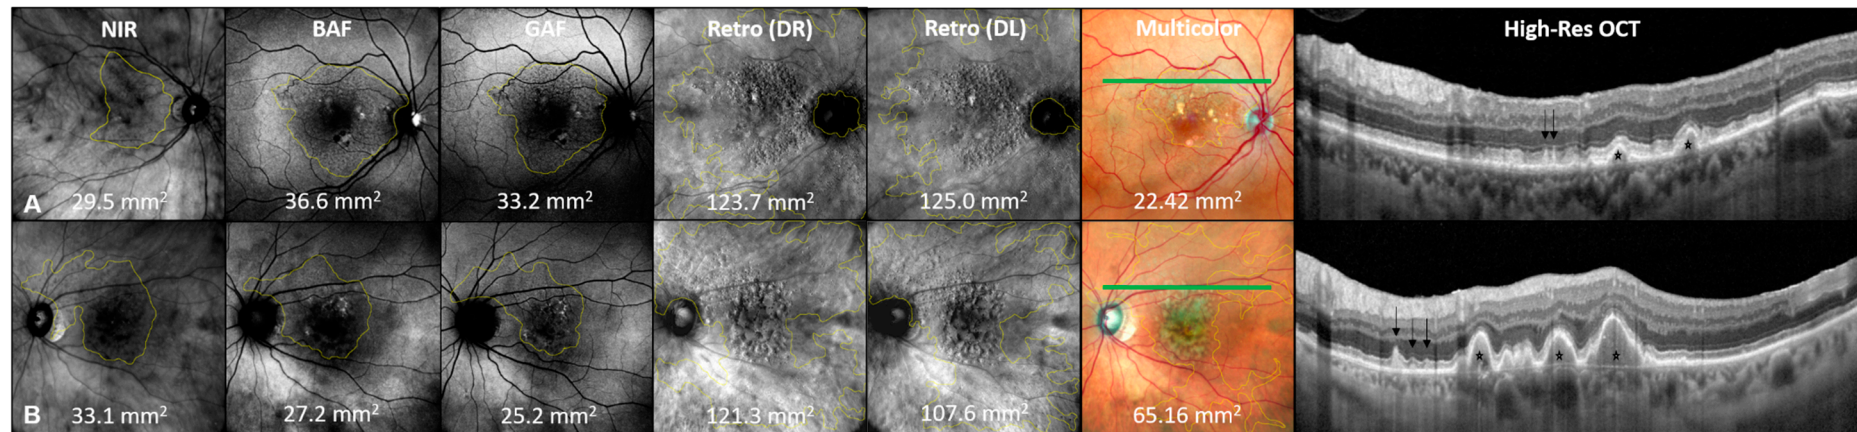 NIR BAF GAF Retro (DR) Retro (DL) Multicolor High-Res OCT
A 29.5 mm² 36.6 mm² 33.2 mm² 123.7 mm² 125.0 mm² 22.42 mm²
B 33.1 mm² 27.2 mm² 25.2 mm² 121.3 mm² 107.6 mm² 65.16 mm²